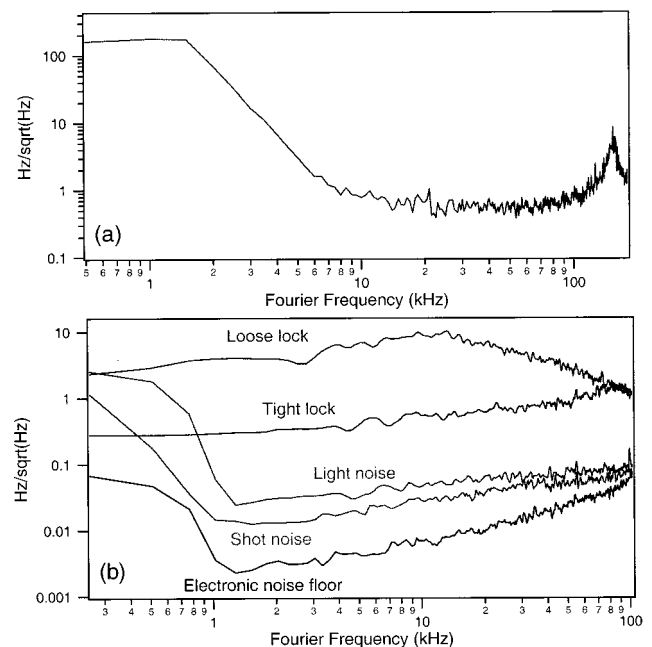 100
10
1
0.1
Hz/sqrt(Hz)
(a)
5 6 7 8 9 1 2 3 4 5 6 7 8 9 10 2 3 4 5 6 7 8 9 100
Fourier Frequency (kHz)
10
1
0.1
0.01
0.001
Hz/sqrt(Hz)
Loose lock
Tight lock
Light noise
Shot noise
Electronic noise floor
(b)
3 4 5 6 7 8 9 1 2 3 4 5 6 7 8 9 10 2 3 4 5 6 7 8 9 100
Fourier Frequency (kHz)